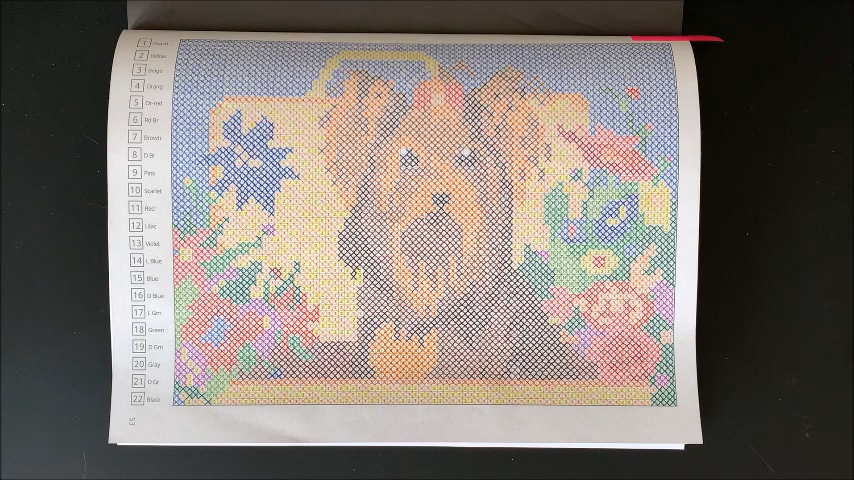 1 Peach
2 Yellow
3 Beige
4 Orang
5 Or-red
6 Rd Br
7 Brown
8 D Br
9 Pink
10 Scarlet
11 Red
12 Lilac
13 Violet
14 L Blue
15 Blue
16 D Blue
17 L Grn
18 Green
19 D Grn
20 Gray
21 D Gr
22 Black
53